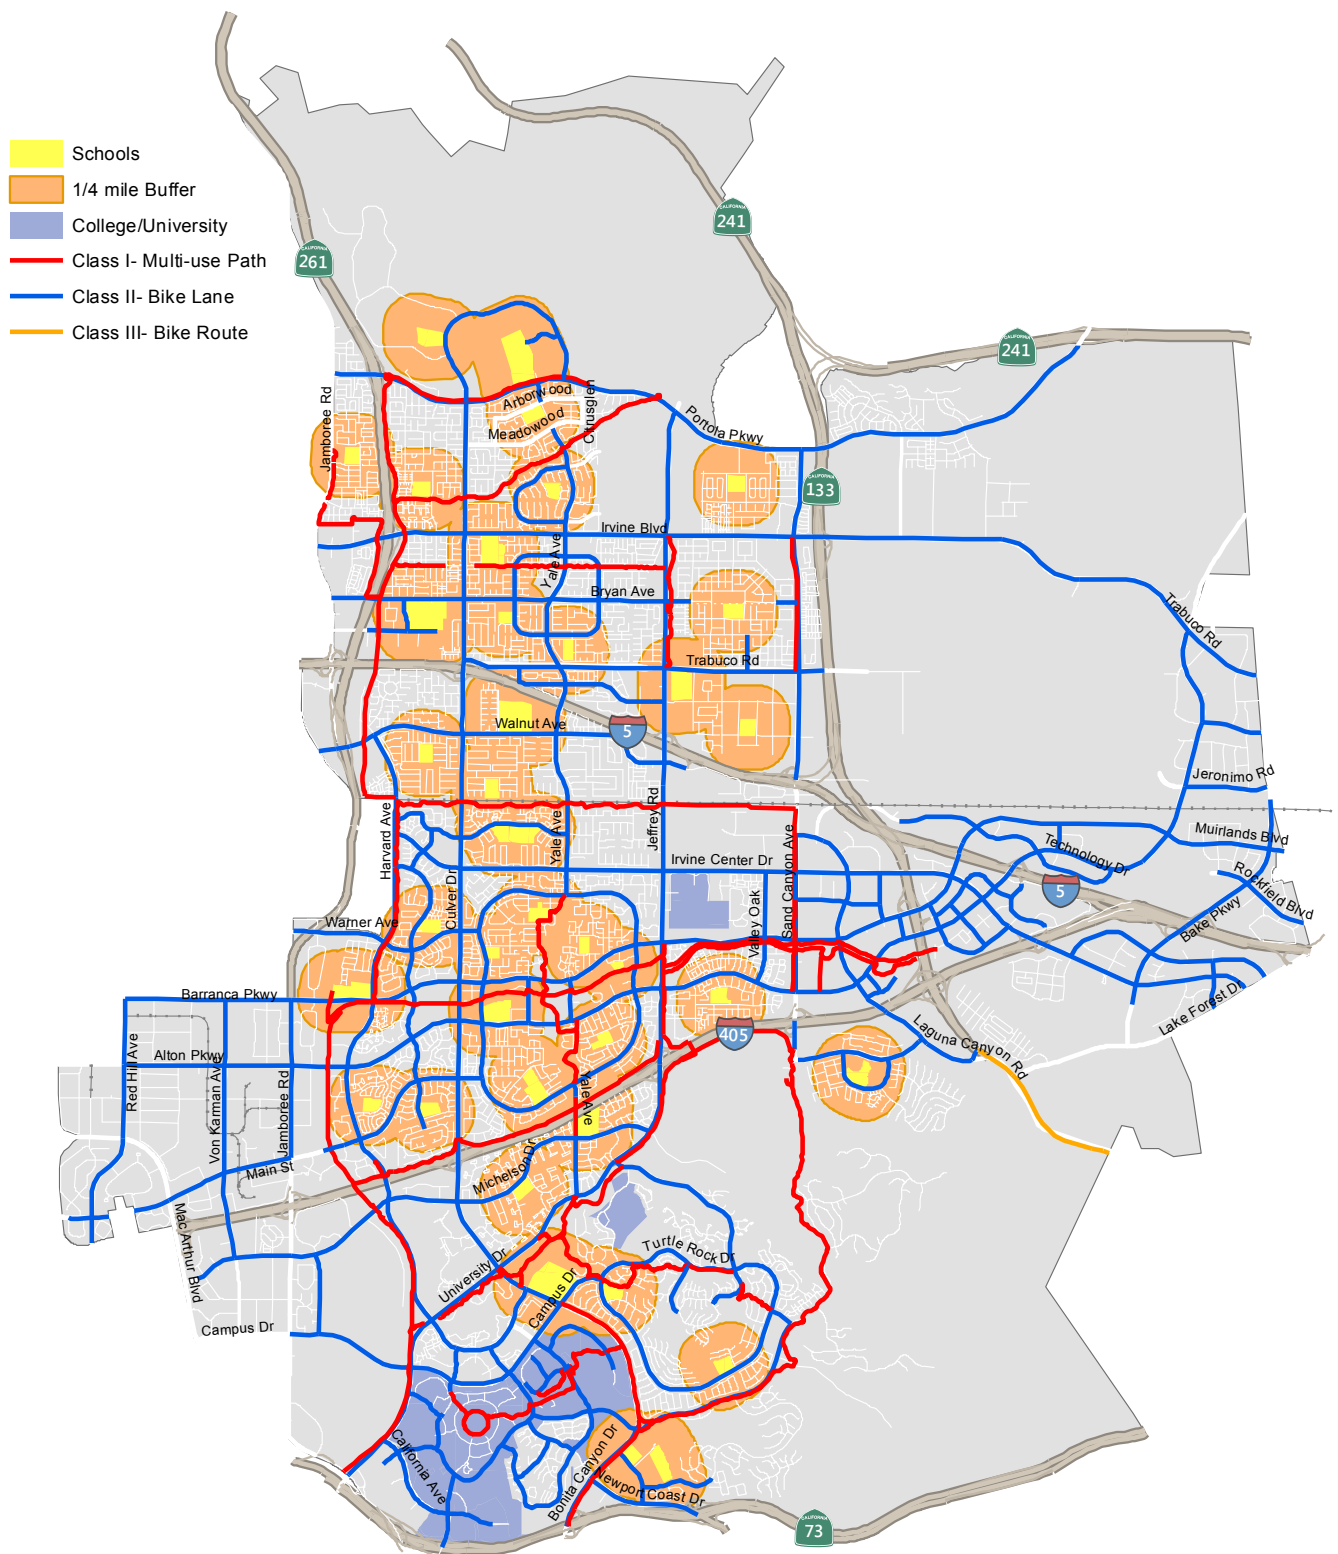 Schools
1/4 mile Buffer
College/University
Class I- Multi-use Path
Class II- Bike Lane
Class III- Bike Route
CALIFORNIA
241
CALIFORNIA
261
CALIFORNIA
241
Jamboree Rd
Arborwood
Meadowood
Citrusglen
Portola Pkwy
CALIFORNIA
133
Irvine Blvd
Yale Ave
Bryan Ave
Trabuco Rd
Trabuco Rd
Walnut Ave
5
Jeronimo Rd
Harvard Ave
Yale Ave
Jeffrey Rd
Irvine Center Dr
Sand Canyon Ave
Technology Dr
Muirlands Blvd
5
Rockfield Blvd
Culver Dr
Warner Ave
Valley Oak
Bake Pkwy
Barranca Pkwy
Lake Forest Dr
405
Laguna Canyon Rd
Red Hill Ave
Alton Pkwy
Von Karman Ave
Jamboree Rd
Yale Ave
Main St
Michelson Dr
Mac Arthur Blvd
University Dr
Turtle Rock Dr
Campus Dr
Campus Dr
California Ave
Bonita Canyon Dr
Newport Coast Dr
CALIFORNIA
73